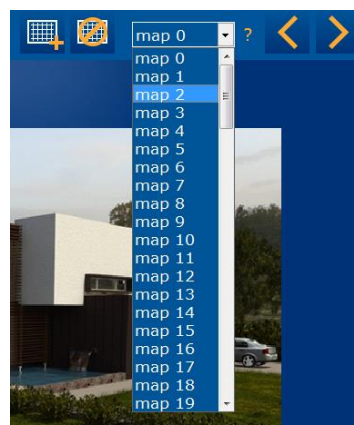 map 0
?
map 0
map 1
map 2
map 3
map 4
map 5
map 6
map 7
map 8
map 9
map 10
map 11
map 12
map 13
map 14
map 15
map 16
map 17
map 18
map 19